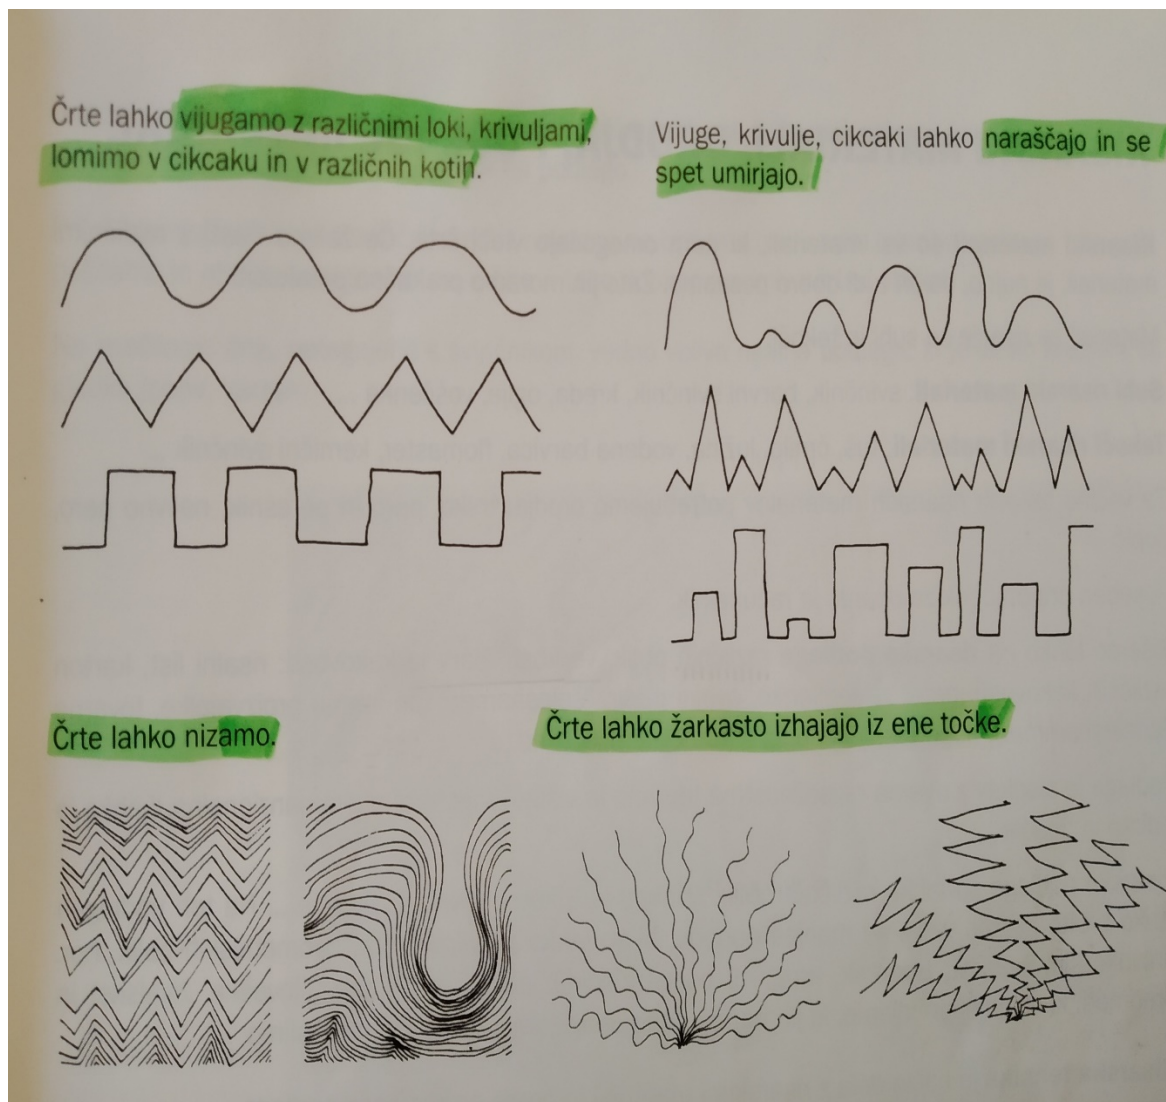 Črte lahko vijugamo z različnimi loki, krivuljami,
lomimo v cikcaku in v različnih kotih.
Vijuge, krivulje, cikcaki lahko naraščajo in se
spet umirjajo.
Črte lahko nizamo.
Črte lahko žarkasto izhajajo iz ene točke.